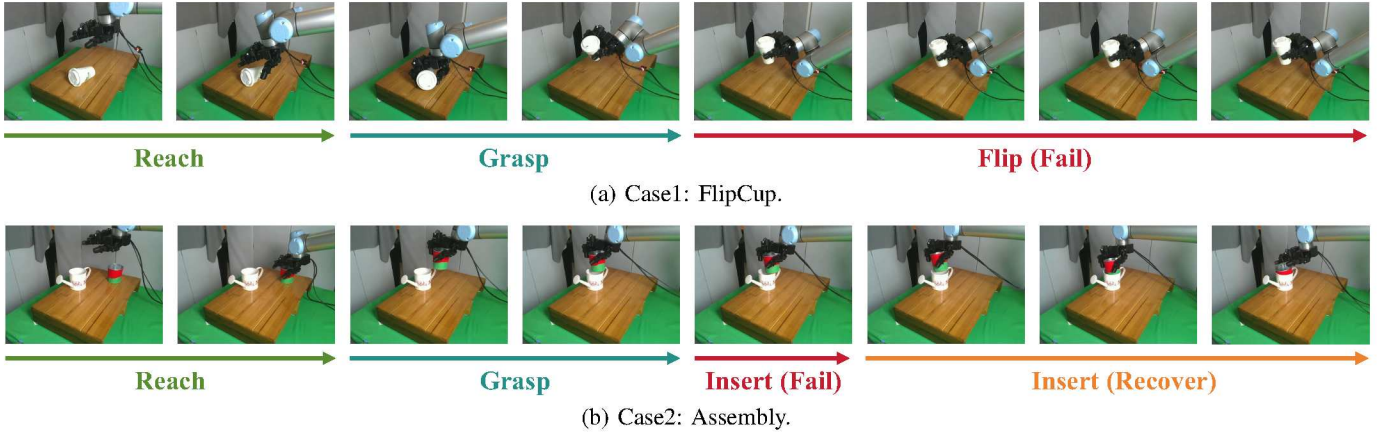 Reach
Grasp
Flip (Fail)
(a) Case1: FlipCup.
Reach
Grasp
Insert (Fail)
Insert (Recover)
(b) Case2: Assembly.